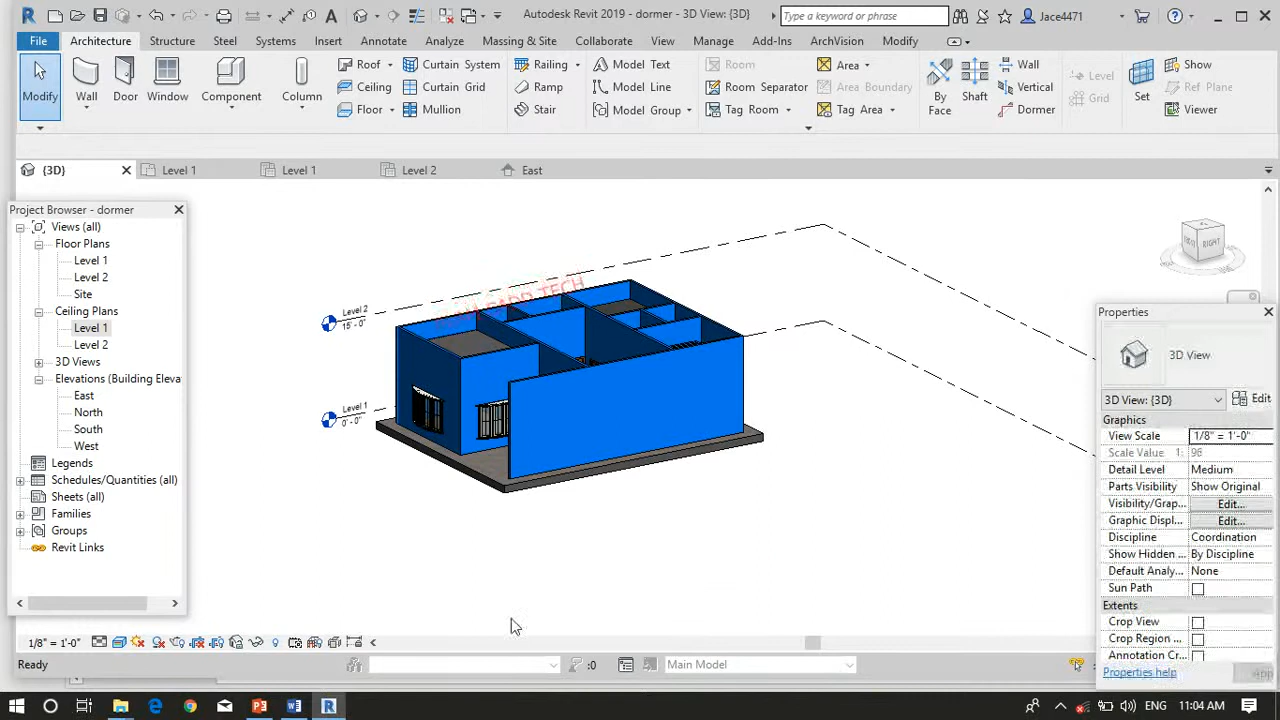 Autodesk Revit 2019 - dormer - 3D View: {3D}
Type a keyword or phrase
Jace4471
File Architecture Structure Steel Systems Insert Annotate Analyze Massing & Site Collaborate View Manage Add-Ins ArchVision Modify
Modify
Wall
Door
Window
Component
Column
Roof
Ceiling
Floor
Curtain System
Curtain Grid
Mullion
Railing
Ramp
Stair
Model Text
Model Line
Model Group
Room
Room Separator
Tag Room
Area
Area Boundary
Tag Area
By
Face
Shaft
Wall
Vertical
Dormer
Level
Grid
Set
Show
Ref Plane
Viewer
{3D}
Level 1
Level 1
Level 2
East
Project Browser - dormer
Views (all)
Floor Plans
Level 1
Level 2
Site
Ceiling Plans
Level 1
Level 2
3D Views
Elevations (Building Eleva
East
North
South
West
Legends
Schedules/Quantities (all)
Sheets (all)
Families
Groups
Revit Links
Level 2
15' - 0"
Level 1
0' - 0"
TECH
RIGHT
Properties
3D View
3D View: {3D}
Edit
Graphics
View Scale 1/8" = 1'-0"
Scale Value 1: 96
Detail Level Medium
Parts Visibility Show Original
Visibility/Grap... Edit...
Graphic Displ... Edit...
Discipline Coordination
Show Hidden ... By Discipline
Default Analy... None
Sun Path
Extents
Crop View
Crop Region ...
Annotation Cr...
Properties help
App
1/8" = 1'-0"
Ready
:0
Main Model
ENG 11:04 AM